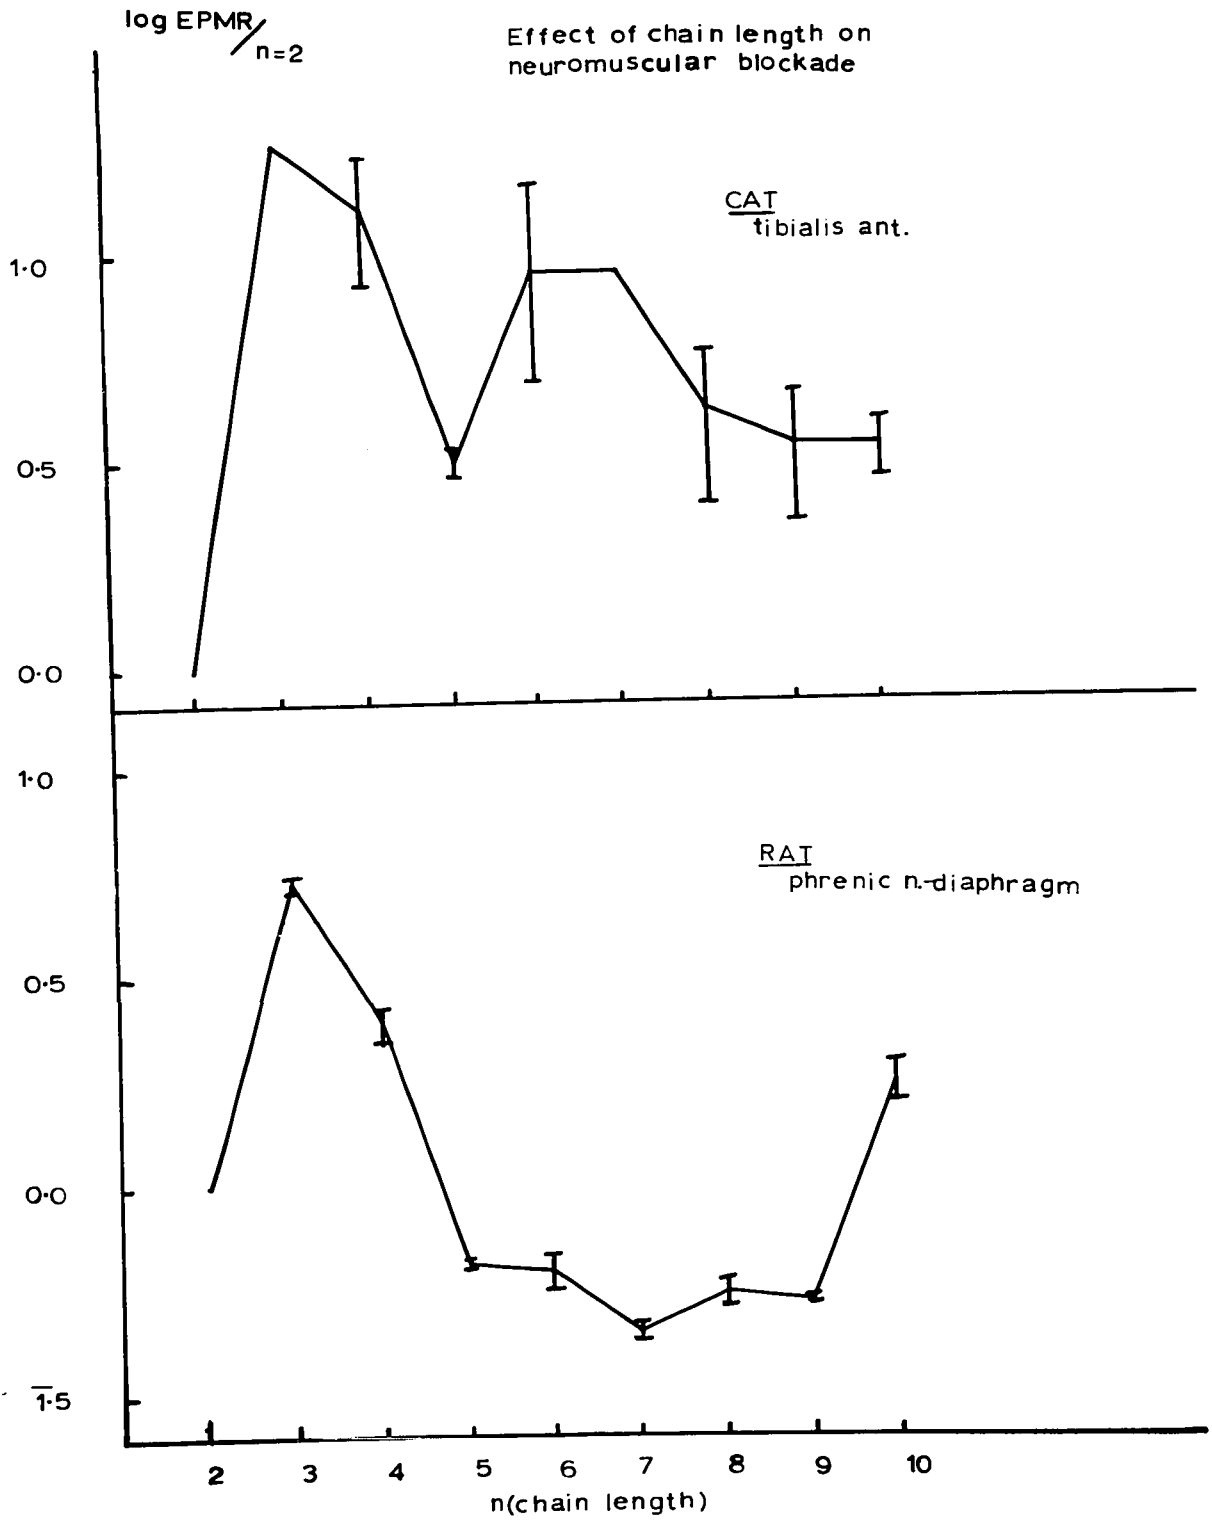 log EPMR/n=2
Effect of chain length on
neuromuscular blockade
CAT
tibialis ant.
1·0
0·5
0·0
1·0
RAT
phrenic n.-diaphragm
0·5
0·0
1̅·5
2 3 4 5 6 7 8 9 10
n(chain length)